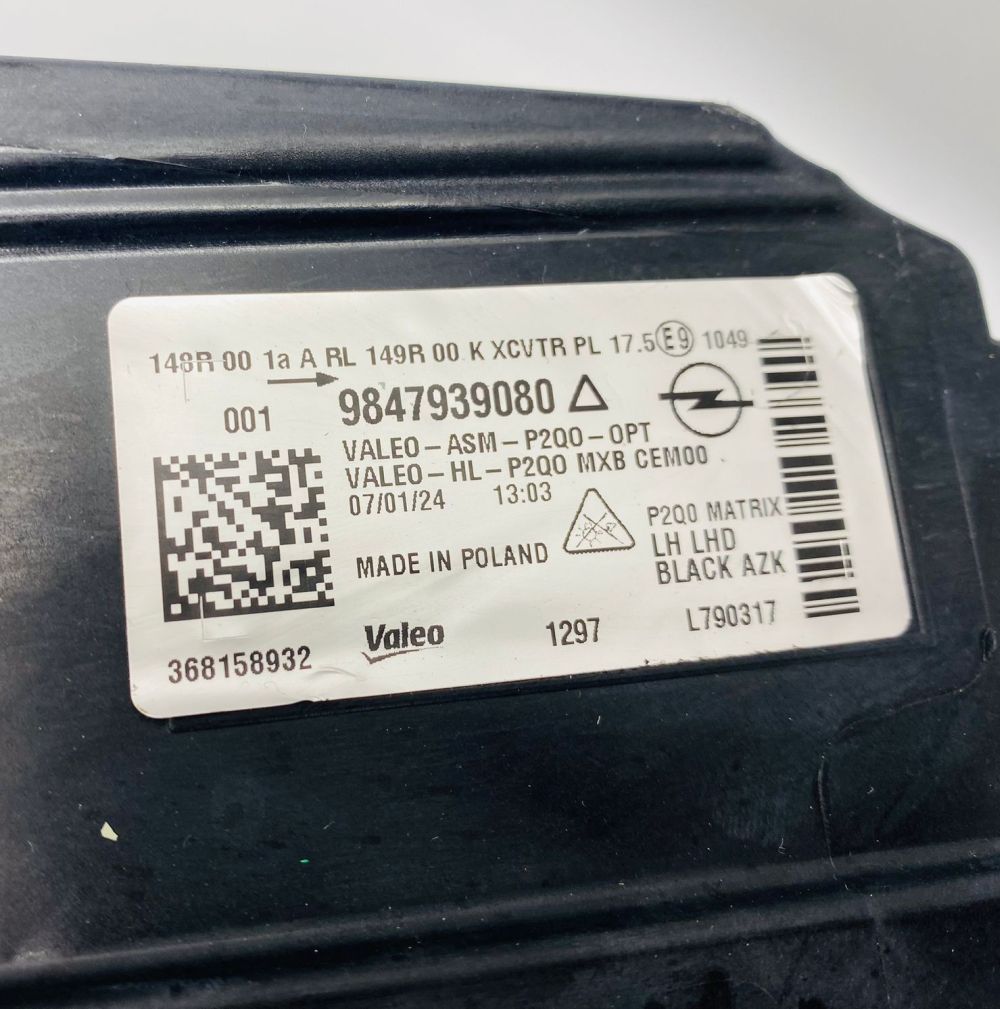 148R 00 1a A RL 149R 00 K XCVTR PL 17.5 E9 1049
001
9847939080
VALEO-ASM-P2Q0-OPT
VALEO-HL-P2Q0 MXB CEM00
07/01/24 13:03
MADE IN POLAND
P2Q0 MATRIX
LH LHD
BLACK AZK
368158932
Valeo
1297
L790317